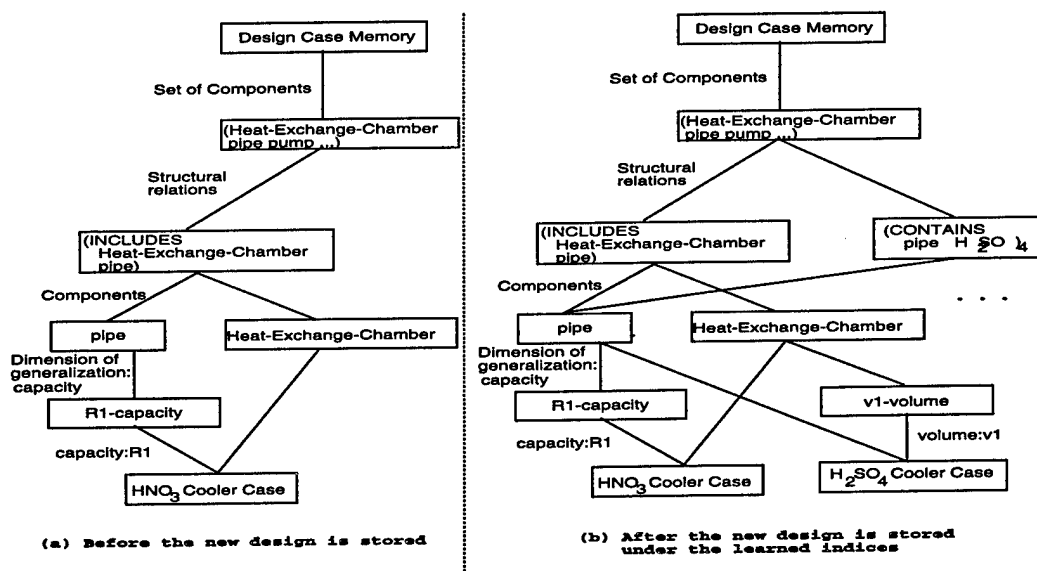 Design Case Memory
Set of Components
(Heat-Exchange-Chamber
pipe pump ...)
Structural
relations
(INCLUDES
Heat-Exchange-Chamber
pipe)
Components
pipe
Heat-Exchange-Chamber
Dimension of
generalization:
capacity
R1-capacity
capacity:R1
HNO3 Cooler Case
(a) Before the new design is stored
Design Case Memory
Set of Components
(Heat-Exchange-Chamber
pipe pump ...)
Structural
relations
(INCLUDES
Heat-Exchange-Chamber
pipe)
(CONTAINS
pipe H2SO4)
Components
. . .
pipe
Heat-Exchange-Chamber
Dimension of
generalization:
capacity
R1-capacity
v1-volume
capacity:R1
volume:v1
HNO3 Cooler Case
H2SO4 Cooler Case
(b) After the new design is stored
under the learned indices